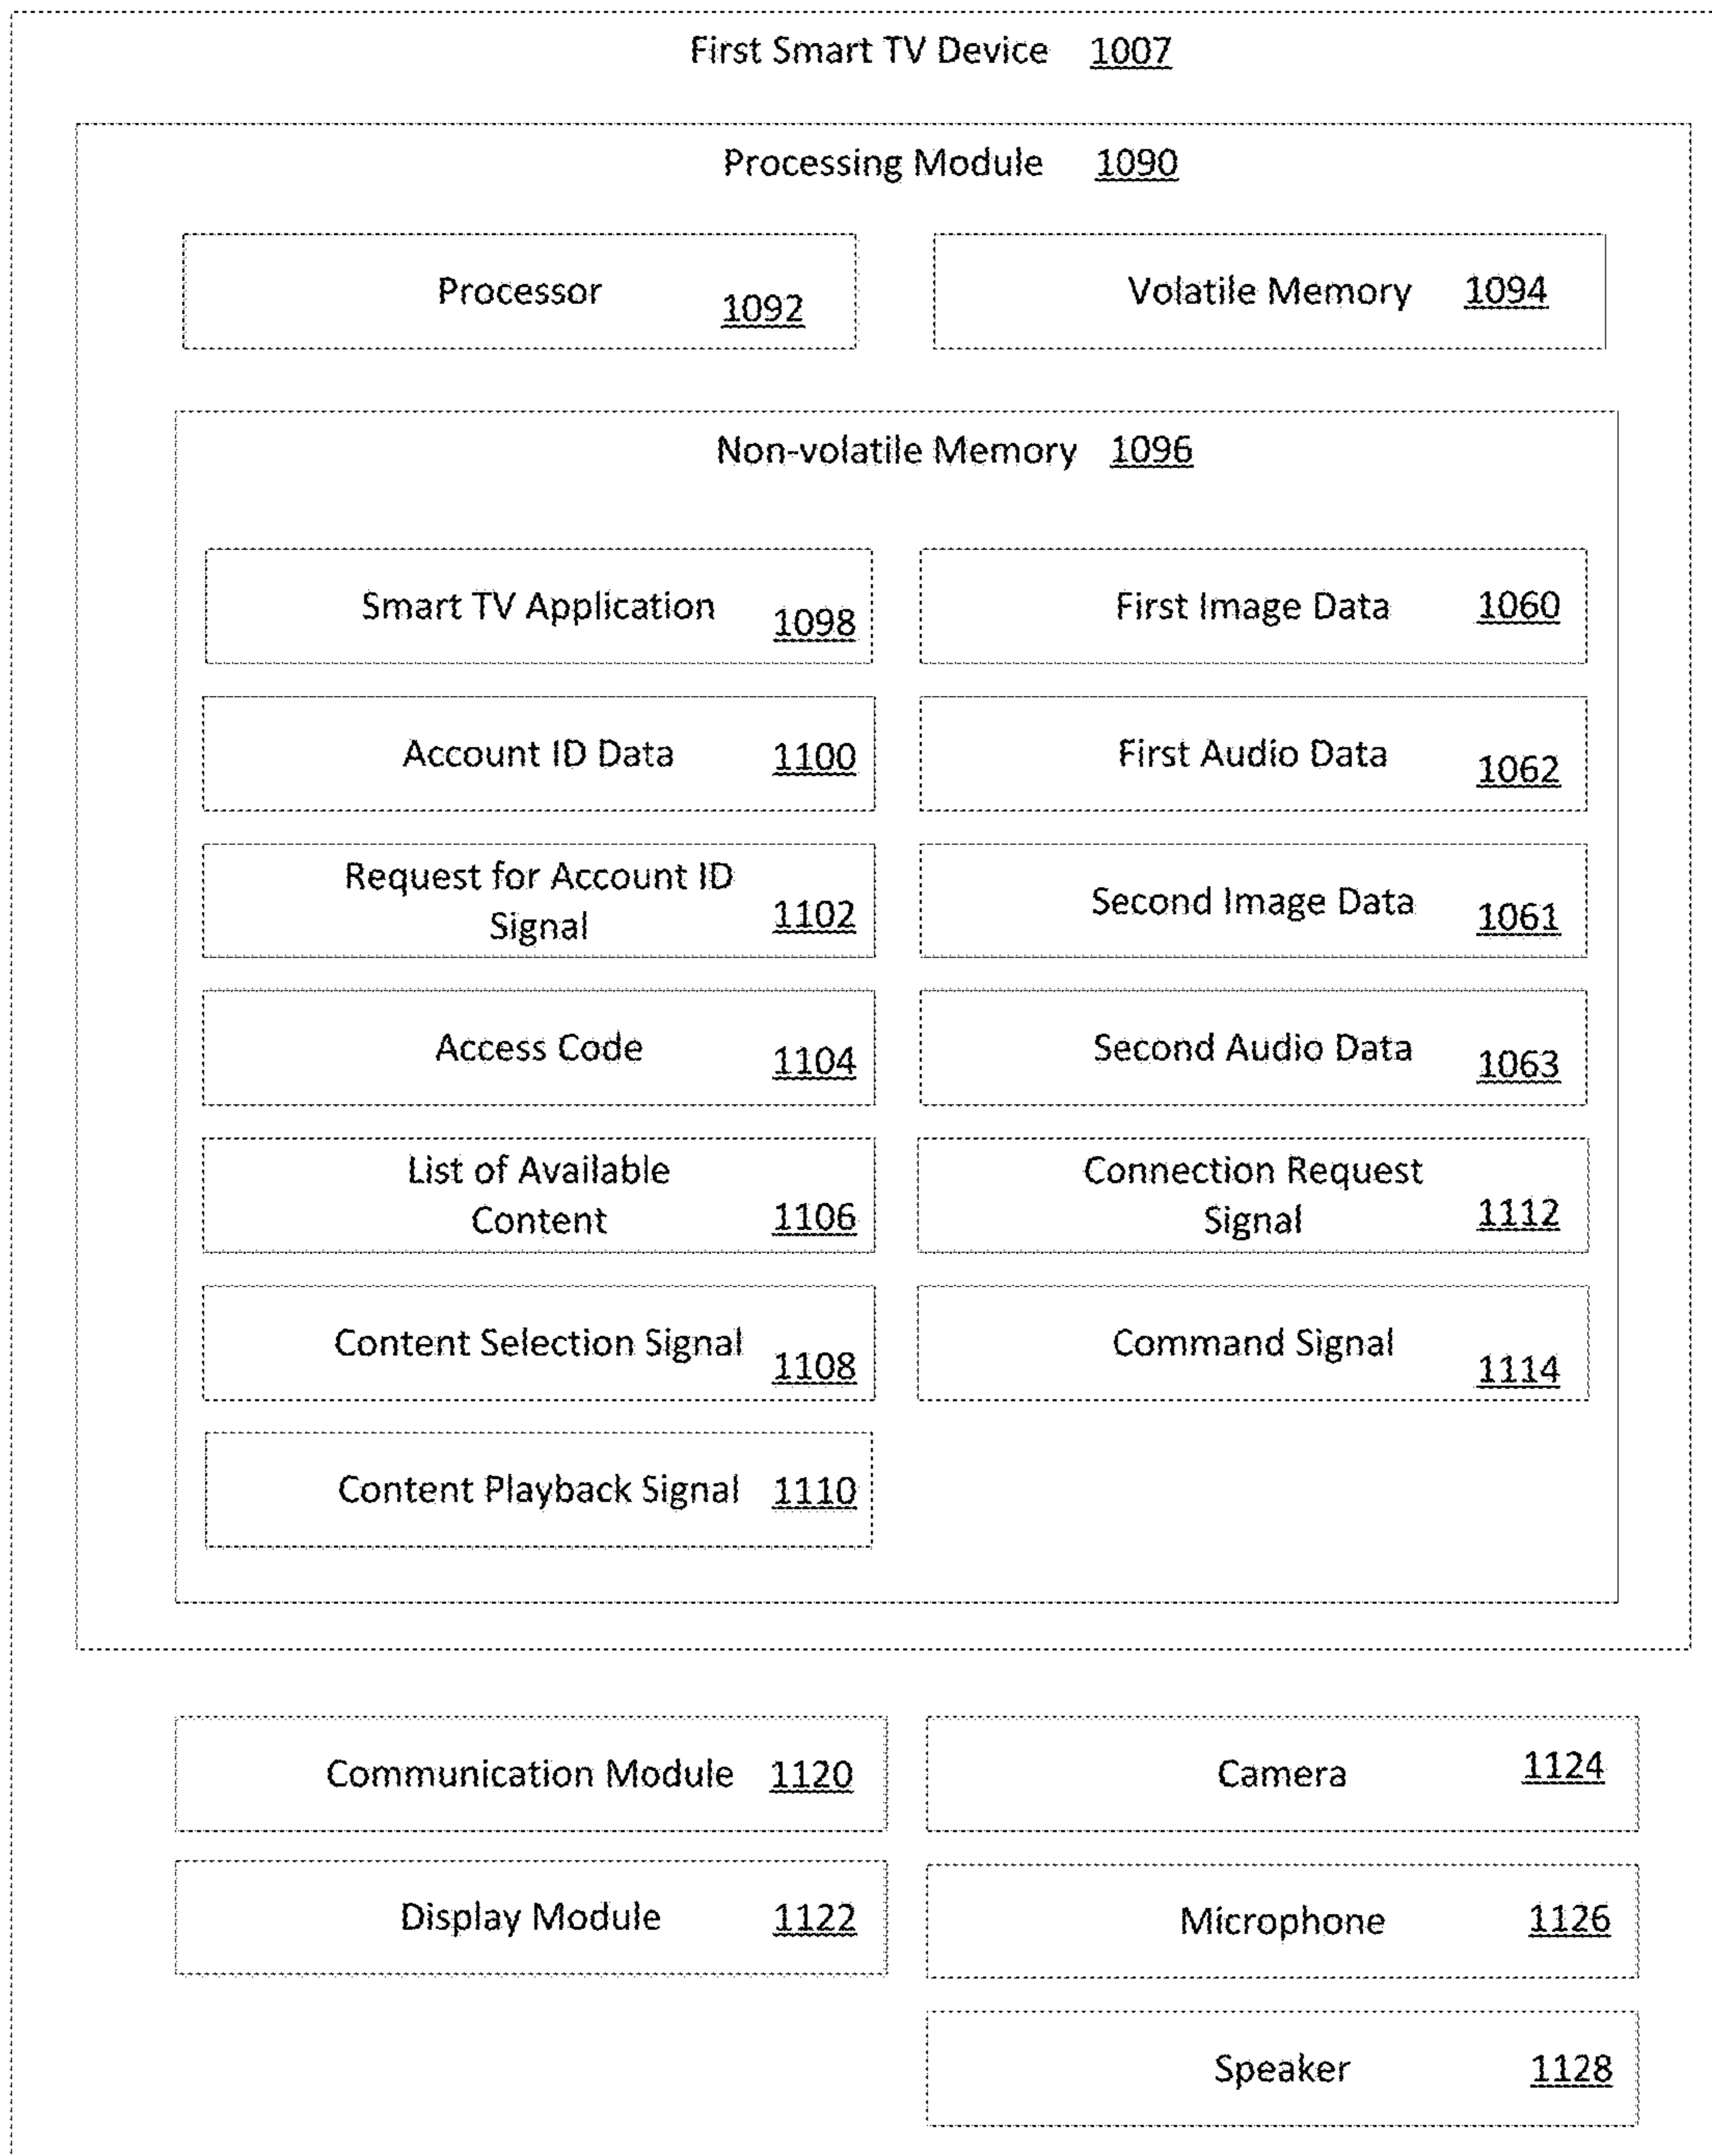 First Smart TV Device 1007
Processing Module 1090
Processor 1092
Volatile Memory 1094
Non-volatile Memory 1096
Smart TV Application 1098
First Image Data 1060
Account ID Data 1100
First Audio Data 1062
Request for Account ID
Signal 1102
Second Image Data 1061
Access Code 1104
Second Audio Data 1063
List of Available
Content 1106
Connection Request
Signal 1112
Content Selection Signal 1108
Command Signal 1114
Content Playback Signal 1110
Communication Module 1120
Camera 1124
Display Module 1122
Microphone 1126
Speaker 1128